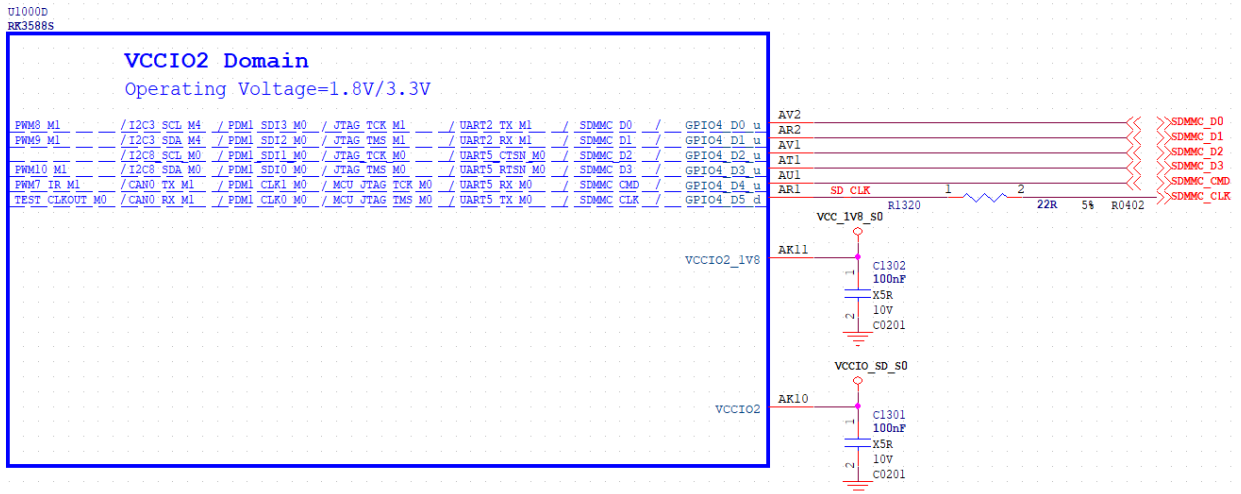 U1000D
RK3588S
VCCIO2 Domain
Operating Voltage=1.8V/3.3V
PWM8_M1 /I2C3_SCL_M4 /PDM1_SDI3_M0 /JTAG_TCK_M1 /UART2_TX_M1 / SDMMC_D0 / GPIO4_D0_u AV2 SDMMC_D0
PWM9_M1 /I2C3_SDA_M4 /PDM1_SDI2_M0 /JTAG_TMS_M1 /UART2_RX_M1 / SDMMC_D1 / GPIO4_D1_u AR2 SDMMC_D1
/I2C8_SCL_M0 /PDM1_SDI1_M0 /JTAG_TCK_M0 /UART5_CTSN_M0 / SDMMC_D2 / GPIO4_D2_u AV1 SDMMC_D2
PWM10_M1 /I2C8_SDA_M0 /PDM1_SDI0_M0 /JTAG_TMS_M0 /UART5_RTSN_M0 / SDMMC_D3 / GPIO4_D3_u AT1 SDMMC_D3
PWM7_IR_M1 /CAN0_TX_M1 /PDM1_CLK1_M0 /MCU_JTAG_TCK_M0 /UART5_RX_M0 / SDMMC_CMD / GPIO4_D4_u AU1 SDMMC_CMD
TEST_CLKOUT_M0 /CAN0_RX_M1 /PDM1_CLK0_M0 /MCU_JTAG_TMS_M0 /UART5_TX_M0 / SDMMC_CLK / GPIO4_D5_d AR1 SD_CLK 1 2 SDMMC_CLK
R1320 22R 5% R0402
VCC_1V8_S0
VCCIO2_1V8 AK11
1 C1302
100nF
X5R
2 10V
C0201
VCCIO_SD_S0
VCCIO2 AK10
1 C1301
100nF
X5R
2 10V
C0201